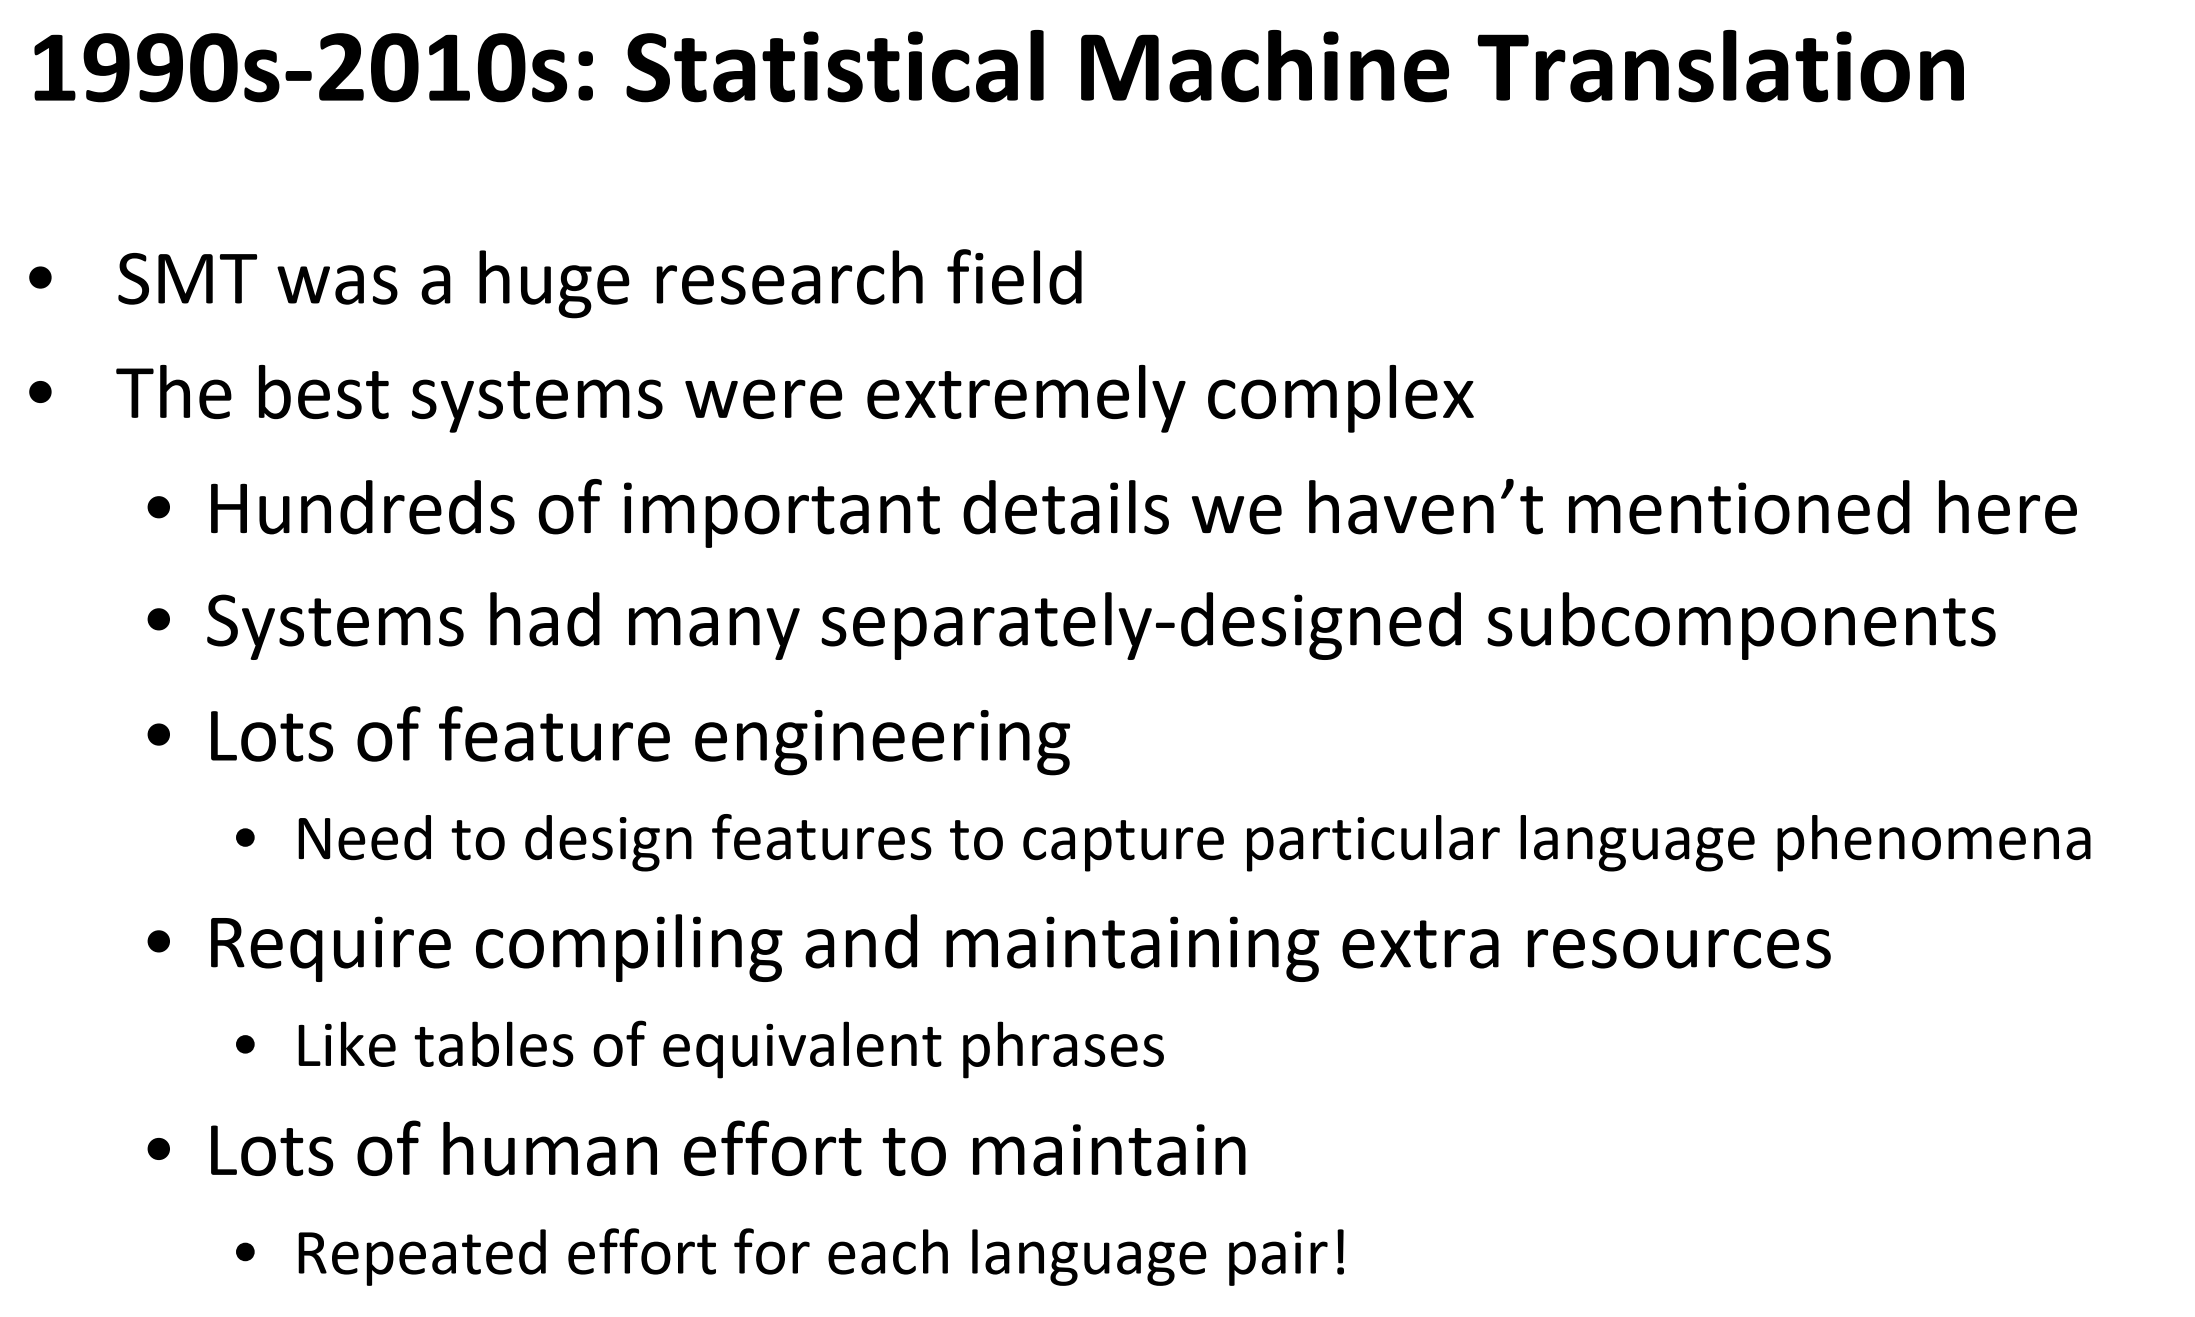 1990s-2010s: Statistical Machine Translation
• SMT was a huge research field
• The best systems were extremely complex
• Hundreds of important details we haven’t mentioned here
• Systems had many separately-designed subcomponents
• Lots of feature engineering
• Need to design features to capture particular language phenomena
• Require compiling and maintaining extra resources
• Like tables of equivalent phrases
• Lots of human effort to maintain
• Repeated effort for each language pair!